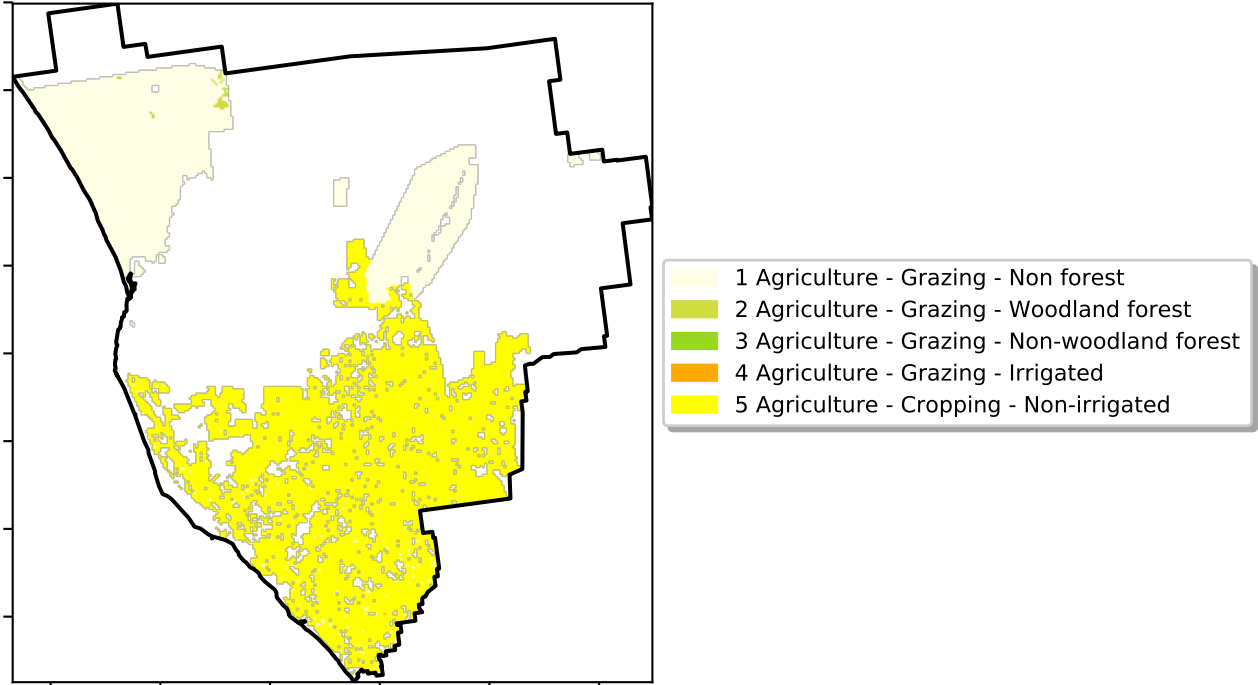 1 Agriculture - Grazing - Non forest
2 Agriculture - Grazing - Woodland forest
3 Agriculture - Grazing - Non-woodland forest
4 Agriculture - Grazing - Irrigated
5 Agriculture - Cropping - Non-irrigated